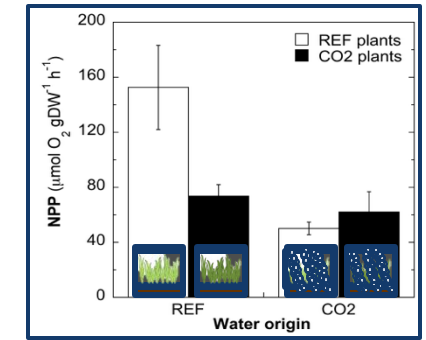 200
160
120
80
40
0
NPP (μmol O₂ gDW⁻¹ h⁻¹)
REF plants
CO2 plants
REF
CO2
Water origin